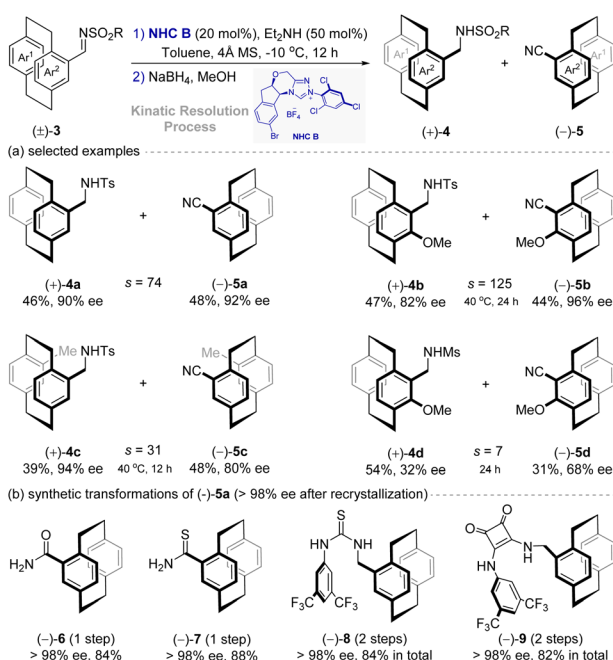 1) NHC B (20 mol%), Et2NH (50 mol%)
Toluene, 4Å MS, -10 °C, 12 h
2) NaBH4, MeOH
Kinatic Resolution
Process
NSO2R
Ar1
Ar2
(±)-3
O
N
N
N
+
Cl
Cl
Cl
BF4
−
Br
NHC B
NHSO2R
Ar1
Ar2
(+)-4
+
NC
Ar1
Ar2
(−)-5
(a) selected examples
NHTs
+
NC
(+)-4a s = 74 (−)-5a
46%, 90% ee 48%, 92% ee
NHTs
OMe
+
NC
MeO
(+)-4b s = 125 (−)-5b
47%, 82% ee 40 °C, 24 h 44%, 96% ee
Me
NHTs
+
Me
NC
(+)-4c s = 31 (−)-5c
39%, 94% ee 40 °C, 12 h 48%, 80% ee
NHMs
OMe
+
NC
MeO
(+)-4d s = 7 (−)-5d
54%, 32% ee 24 h 31%, 68% ee
(b) synthetic transformations of (-)-5a (> 98% ee after recrystallization)
O
H2N
(−)-6 (1 step)
> 98% ee, 84%
S
H2N
(−)-7 (1 step)
> 98% ee, 88%
S
NH
NH
F3C
CF3
(−)-8 (2 steps)
> 98% ee, 84% in total
O
O
N
H
NH
CF3
F3C
(−)-9 (2 steps)
> 98% ee, 82% in total